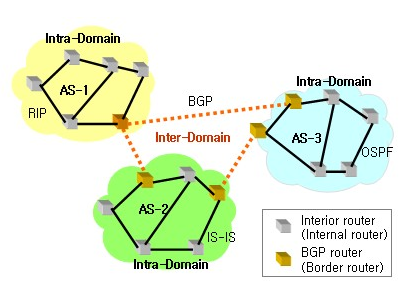 Intra-Domain
AS-1
RIP
BGP
Inter-Domain
Intra-Domain
AS-3
OSPF
AS-2
IS-IS
Intra-Domain
Interior router
(Internal router)
BGP router
(Border router)